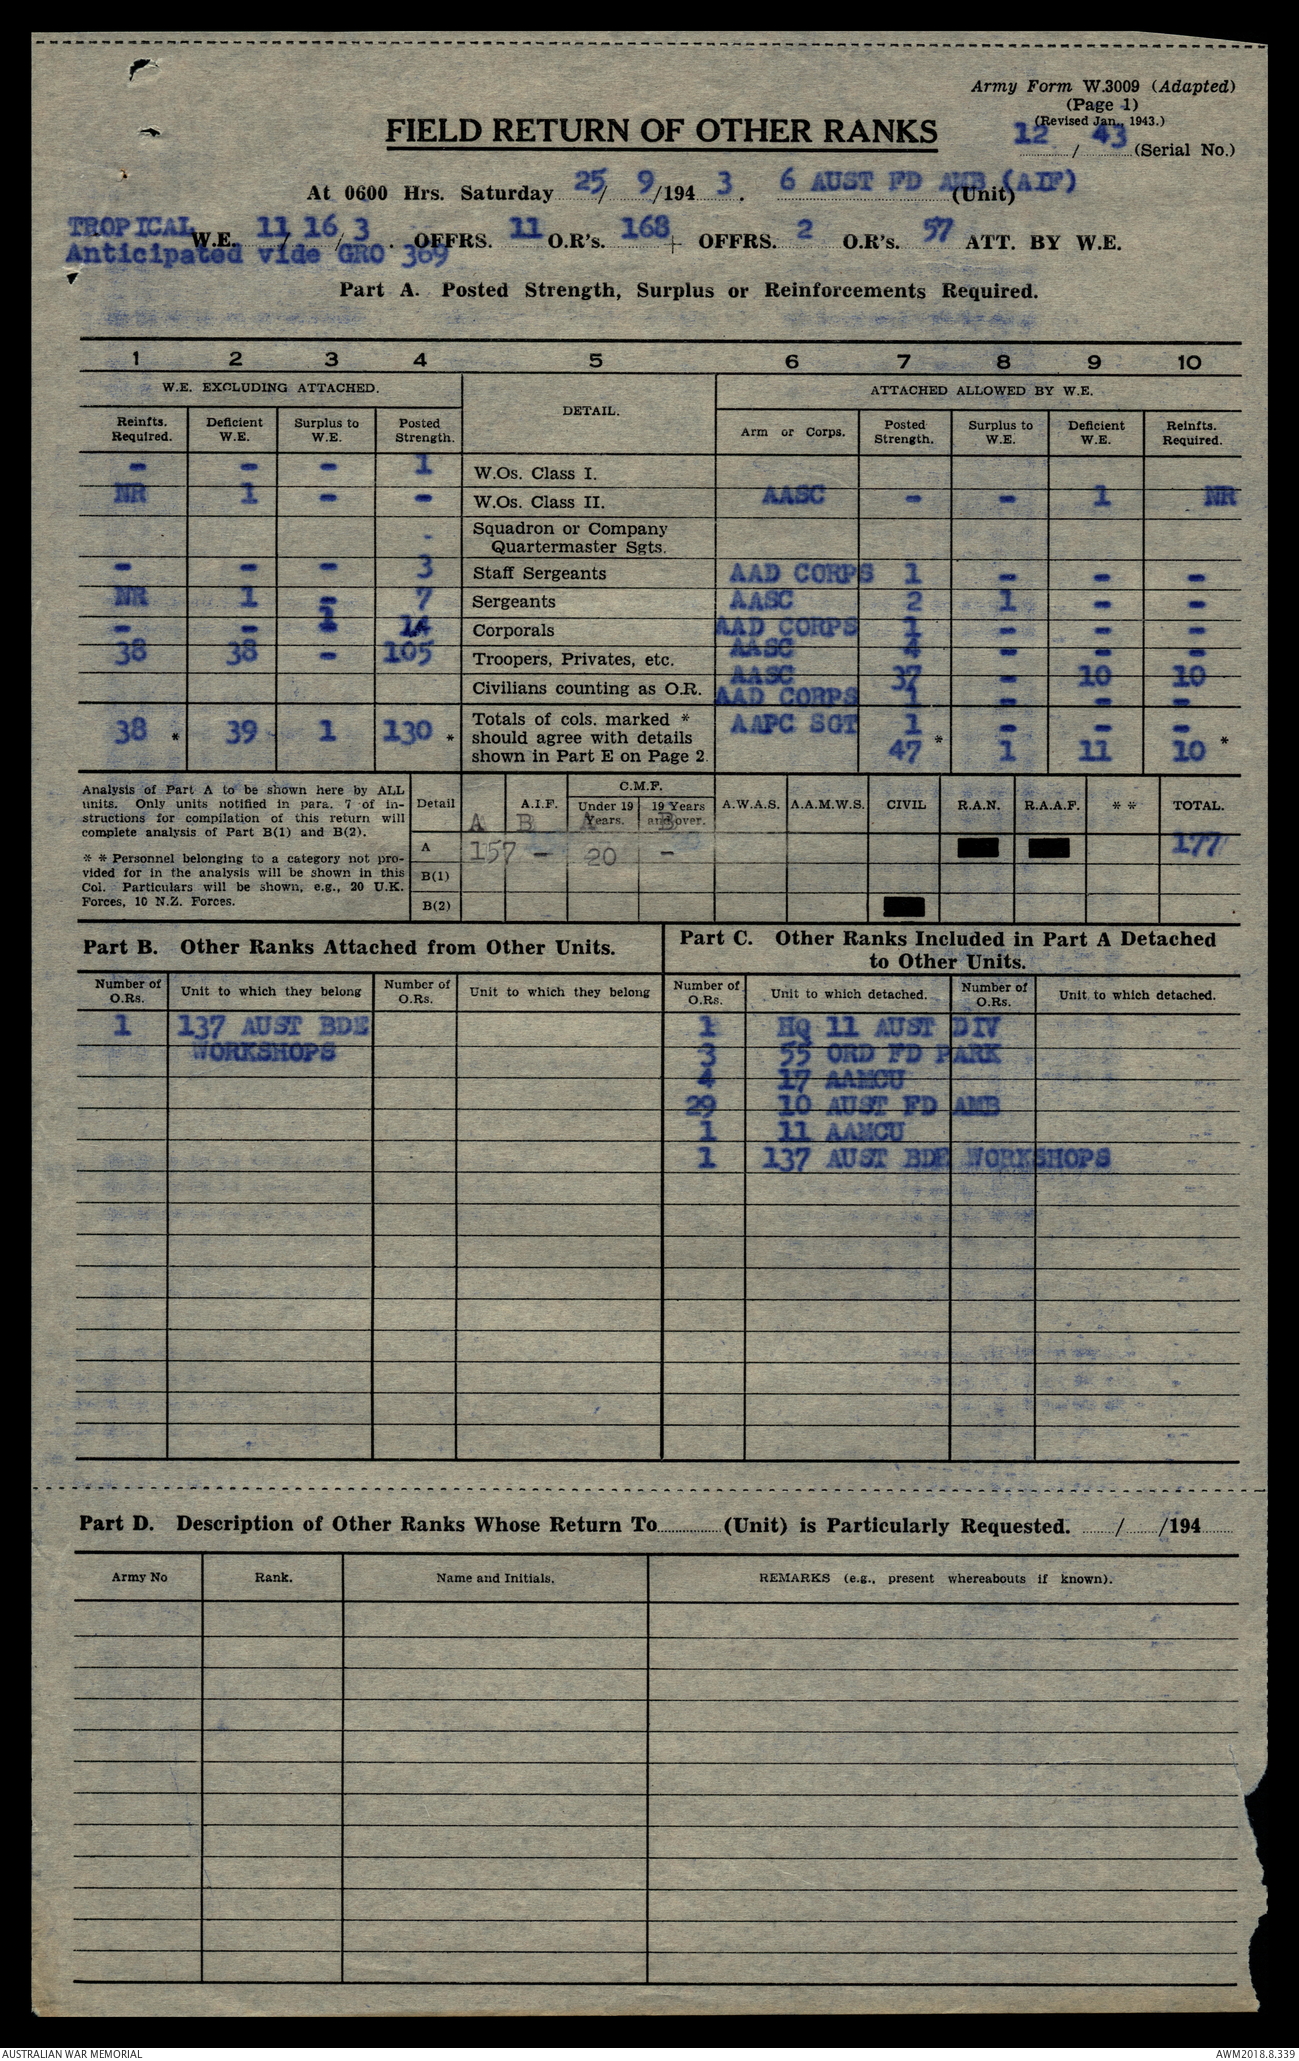 Army Form W.3009 (Adapted)
(Page 1)
(Revised Jan., 1943.)
12 / 43 (Serial No.)
FIELD RETURN OF OTHER RANKS
At 0600 Hrs. Saturday 25/ 9/194 3. 6 AUST FD AMB (AIF) (Unit)
TROPICAL W.E. 11/ 16/ 3. OFFRS. 11 O.R's. 168 + OFFRS. 2 O.R's. 57 ATT. BY W.E.
Anticipated vide GRO 369
Part A. Posted Strength, Surplus or Reinforcements Required.
1 2 3 4 5 6 7 8 9 10
W.E. EXCLUDING ATTACHED. DETAIL. ATTACHED ALLOWED BY W.E.
Reinfts. Required. Deficient W.E. Surplus to W.E. Posted Strength. Arm or Corps. Posted Strength. Surplus to W.E. Deficient W.E. Reinfts. Required.
- - - 1 W.Os. Class I.
NR 1 - - W.Os. Class II. AASC - - 1 NR
Squadron or Company
Quartermaster Sgts.
- - - 3 Staff Sergeants AAD CORPS 1 - - -
NR 1 - 7 Sergeants AASC 2 1 - -
- - 1 14 Corporals AAD CORPS 1 - - -
38 38 - 105 Troopers, Privates, etc. AASC 4 - - -
Civilians counting as O.R. AASC 37 - 10 10
AAD CORPS 1 - - -
Totals of cols. marked * AAPC SGT 1 - - -
38 * 39 1 130 * should agree with details
shown in Part E on Page 2. 47 * 1 11 10 *
Analysis of Part A to be shown here by ALL
units. Only units notified in para. 7 of in-
structions for compilation of this return will
complete analysis of Part B(1) and B(2).
* * Personnel belonging to a category not pro-
vided for in the analysis will be shown in this
Col. Particulars will be shown, e.g., 20 U.K.
Forces, 10 N.Z. Forces.
Detail A.I.F. C.M.F. A.W.A.S. A.A.M.W.S. CIVIL R.A.N. R.A.A.F. * * TOTAL.
Under 19 Years. 19 Years and over.
A B A B
A 157 - 20 - 177
B(1)
B(2)
Part B. Other Ranks Attached from Other Units.
Part C. Other Ranks Included in Part A Detached
to Other Units.
Number of O.Rs. Unit to which they belong Number of O.Rs. Unit to which they belong Number of O.Rs. Unit to which detached. Number of O.Rs. Unit to which detached.
1 137 AUST BDE 1 HQ 11 AUST DIV
WORKSHOPS 3 55 ORD FD PARK
4 17 AAMCU
29 10 AUST FD AMB
1 11 AAMCU
1 137 AUST BDE WORKSHOPS
Part D. Description of Other Ranks Whose Return To (Unit) is Particularly Requested. / /194
Army No Rank. Name and Initials. REMARKS (e.g., present whereabouts if known).
AUSTRALIAN WAR MEMORIAL AWM2018.8.339